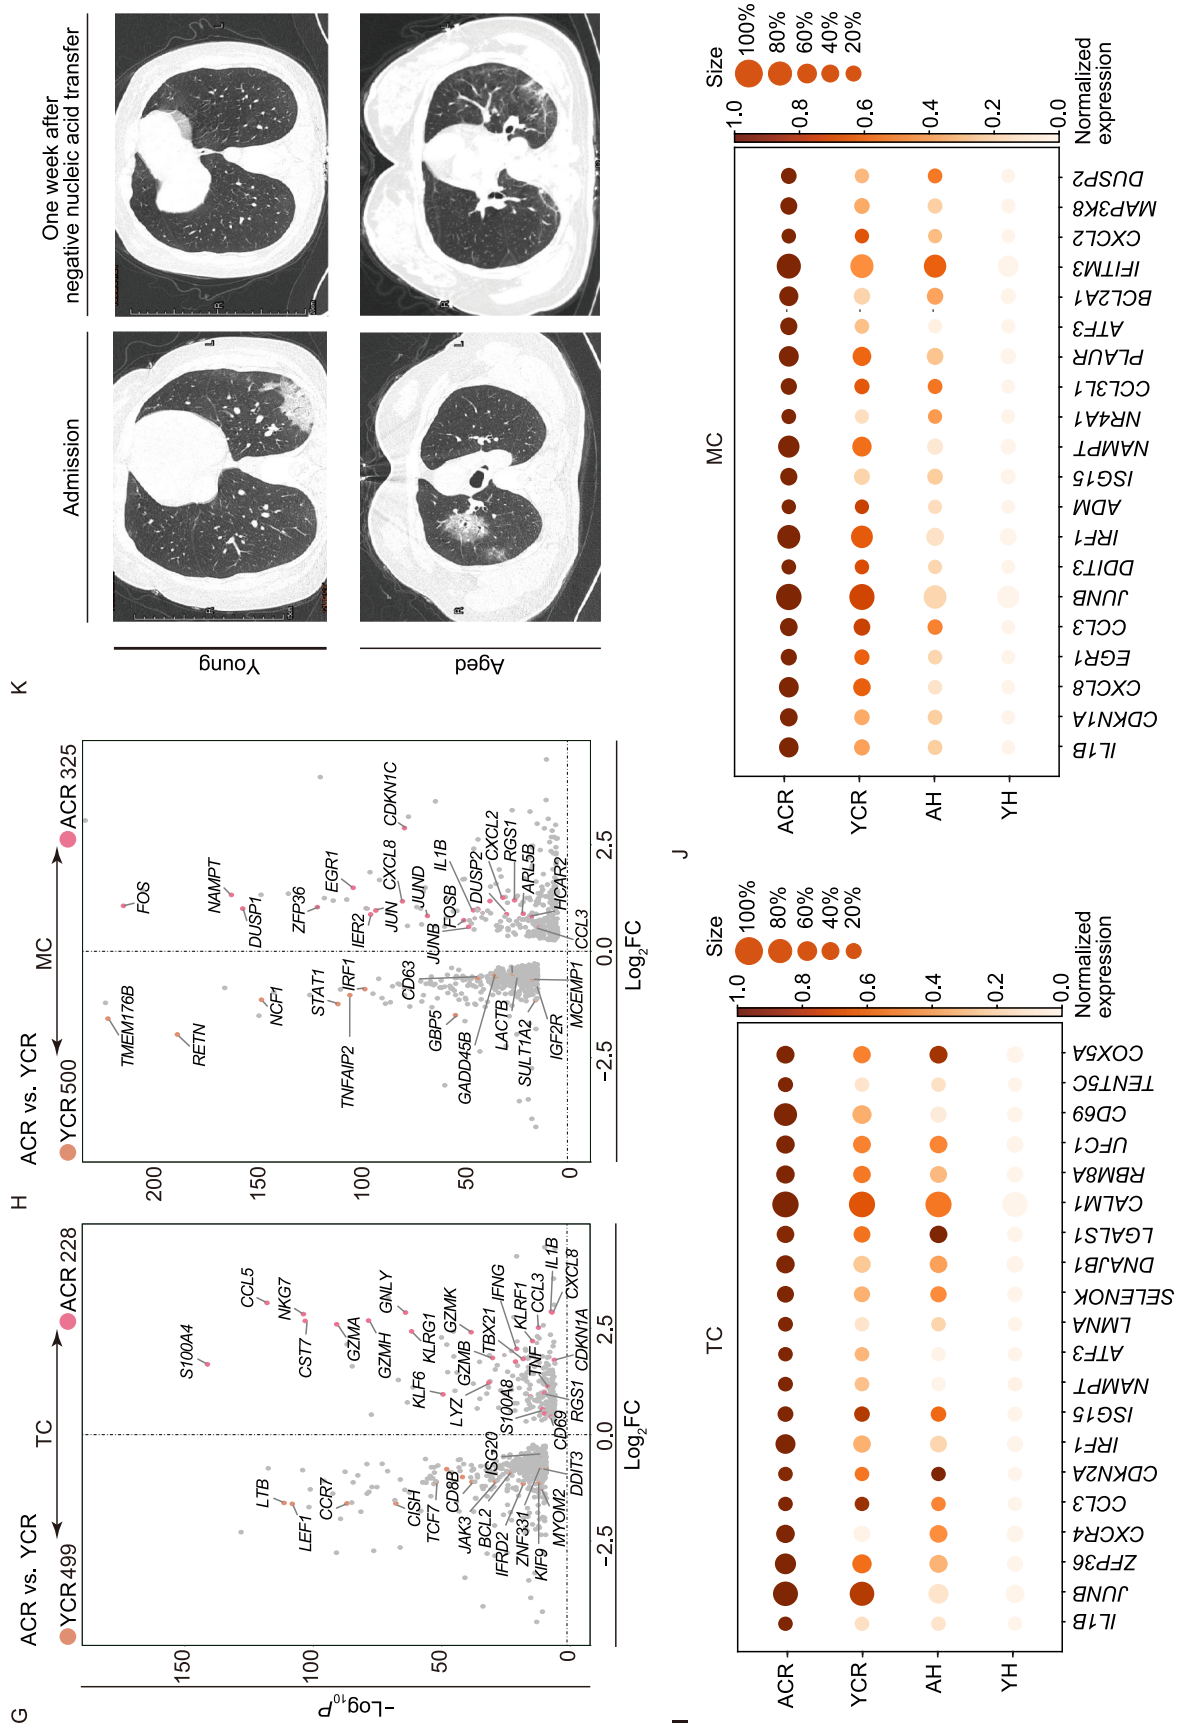 G
ACR vs. YCR
TC
YCR 499
ACR 228
−Log10P
150
100
50
0
S100A4
CCL5
NKG7
CST7
GZMA
GZMH
GNLY
KLRG1
KLF6
GZMK
LYZ
GZMB
TBX21
IFNG
S100A8
KLRF1
TNF
CCL3
IL1B
CXCL8
CDKN1A
RGS1
CD69
LTB
LEF1
CCR7
CISH
TCF7
CD8B
JAK3
BCL2
ISG20
IFRD2
ZNF331
KIF9
MYOM2
DDIT3
−2.5
0.0
2.5
Log2FC
H
ACR vs. YCR
MC
YCR 500
ACR 325
200
150
100
50
0
TMEM176B
RETN
NCF1
STAT1
TNFAIP2
IRF1
CD63
GBP5
GADD45B
LACTB
SULT1A2
IGF2R
MCEMP1
FOS
NAMPT
DUSP1
ZFP36
EGR1
IER2
JUN
CXCL8
CDKN1C
JUND
JUNB
FOSB
IL1B
DUSP2
CXCL2
RGS1
ARL5B
HCAR2
CCL3
−2.5
0.0
2.5
Log2FC
K
Admission
One week after
negative nucleic acid transfer
Young
Aged
R
L
R
L
R
L
R
I
TC
ACR
YCR
AH
YH
IL1B
JUNB
ZFP36
CXCR4
CCL3
CDKN2A
IRF1
ISG15
NAMPT
ATF3
LMNA
SELENOK
DNAJB1
LGALS1
CALM1
RBM8A
UFC1
CD69
TENT5C
COX5A
Size
100%
80%
60%
40%
20%
1.0
0.8
0.6
0.4
0.2
0.0
Normalized
expression
J
MC
ACR
YCR
AH
YH
IL1B
CDKN1A
CXCL8
EGR1
CCL3
JUNB
DDIT3
IRF1
ADM
ISG15
NAMPT
NR4A1
CCL3L1
PLAUR
ATF3
BCL2A1
IFITM3
CXCL2
MAP3K8
DUSP2
Size
100%
80%
60%
40%
20%
1.0
0.8
0.6
0.4
0.2
0.0
Normalized
expression